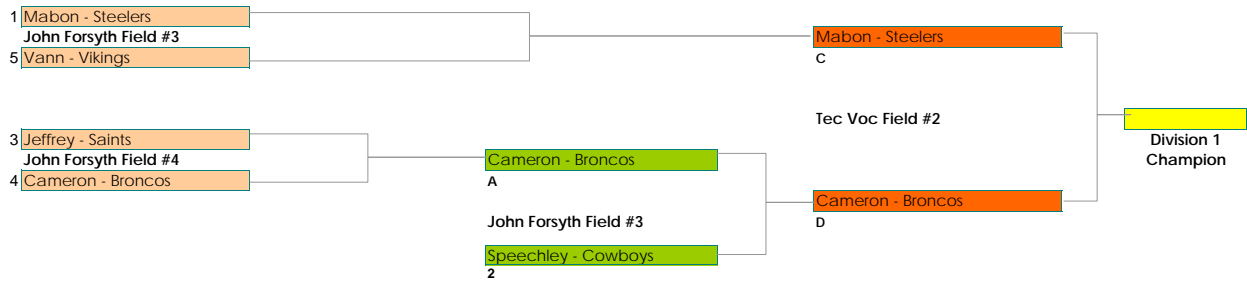 1 Mabon - Steelers
John Forsyth Field #3
5 Vann - Vikings
3 Jeffrey - Saints
John Forsyth Field #4
4 Cameron - Broncos
Cameron - Broncos
A
John Forsyth Field #3
Speechley - Cowboys
2
Mabon - Steelers
C
Tec Voc Field #2
Cameron - Broncos
D
Division 1
Champion